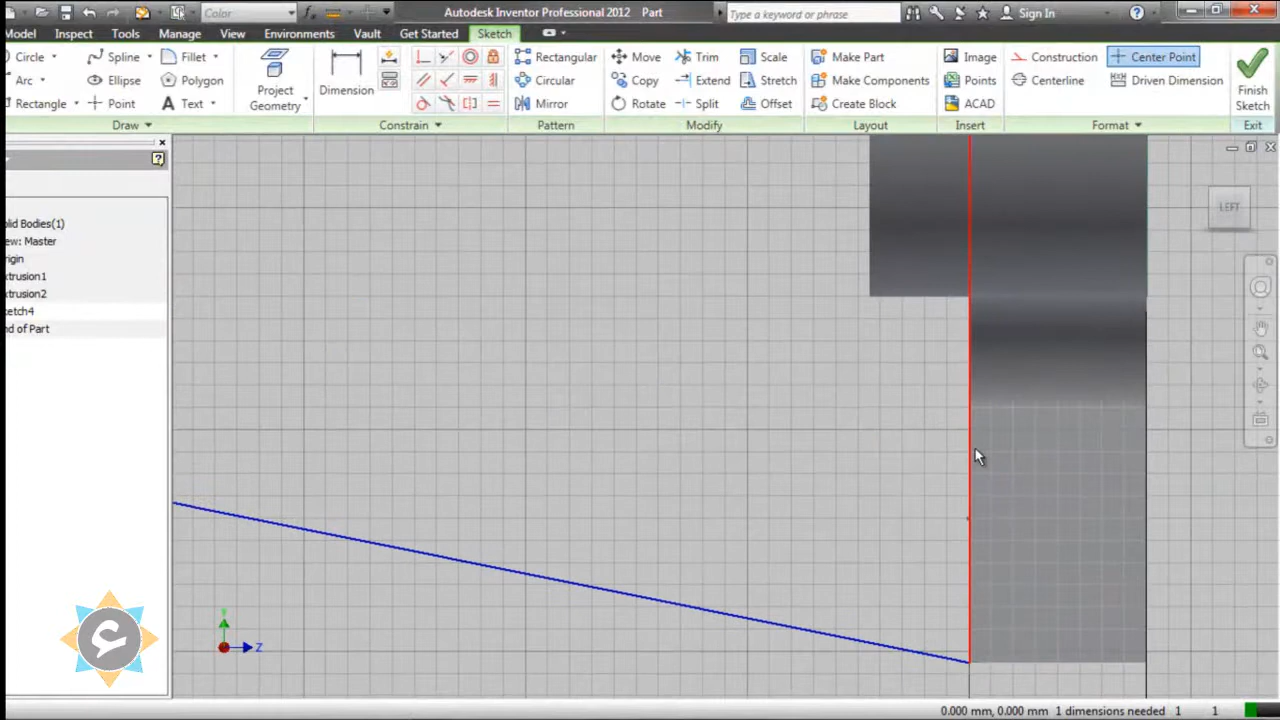 Color
Autodesk Inventor Professional 2012 Part
Type a keyword or phrase
Sign In
Model Inspect Tools Manage View Environments Vault Get Started Sketch
Circle Spline Fillet
Arc Ellipse Polygon
Rectangle Point Text
Draw
Project Geometry
Dimension
Constrain
Rectangular
Circular
Mirror
Pattern
Move Trim Scale
Copy Extend Stretch
Rotate Split Offset
Modify
Make Part
Make Components
Create Block
Layout
Image
Points
ACAD
Insert
Construction Center Point
Centerline Driven Dimension
Format
Finish Sketch
Exit
olid Bodies(1)
ew: Master
igin
xtrusion1
xtrusion2
ketch4
nd of Part
LEFT
Y
Z
0.000 mm, 0.000 mm 1 dimensions needed 1 1